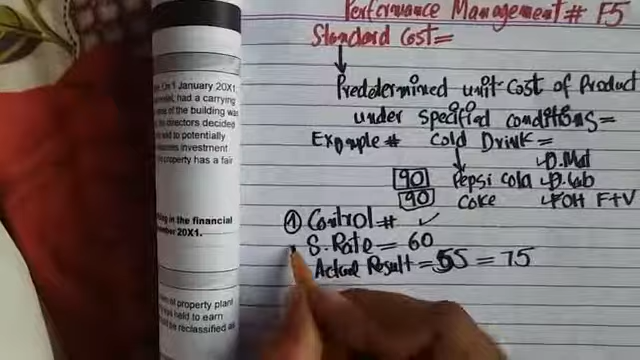 On 1 January 20X1,
had a carrying
of the building was
directors decided
to potentially
investment
property has a fair
in the financial
20X1.
of property plant
held to earn
be reclassified as
Performance Management # F5
Standard Cost =
Predetermined unit Cost of Product
under specified conditions =
Example # Cold Drink =
D.Mat
90 Pepsi Cola D.Lab
90 Coke FOH F+V
1 Control # ✓
S. Rate = 60
Actual Result = 55 = 75